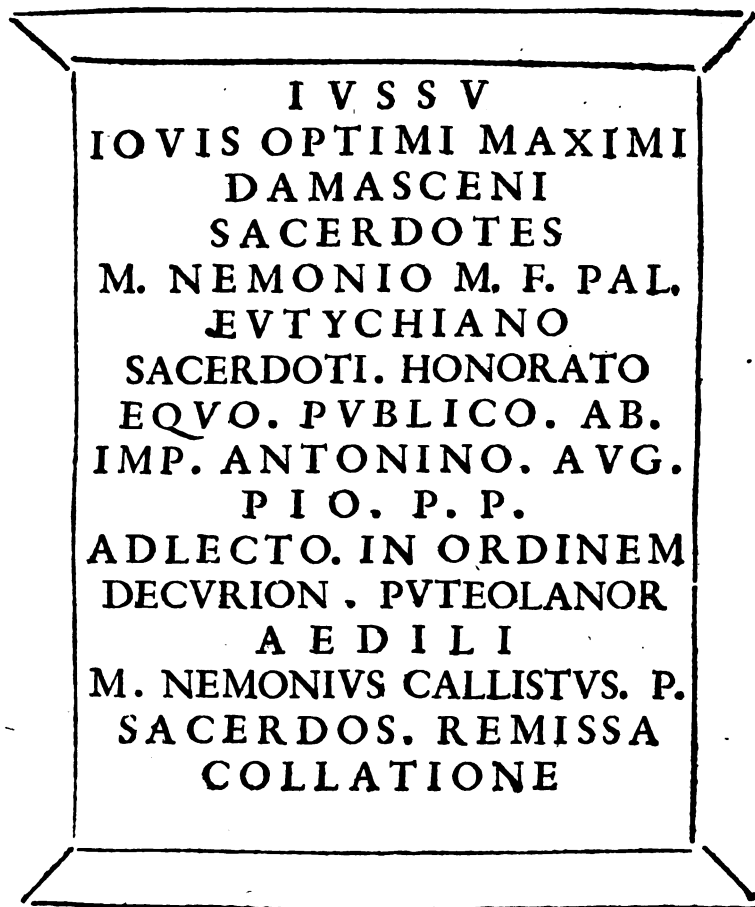 IVSSV
IOVIS OPTIMI MAXIMI
DAMASCENI
SACERDOTES
M. NEMONIO M. F. PAL.
EVTYCHIANO
SACERDOTI. HONORATO
EQVO. PVBLICO. AB.
IMP. ANTONINO. AVG.
PIO. P. P.
ADLECTO. IN ORDINEM
DECVRION. PVTEOLANOR
AEDILI
M. NEMONIVS CALLISTVS. P.
SACERDOS. REMISSA
COLLATIONE